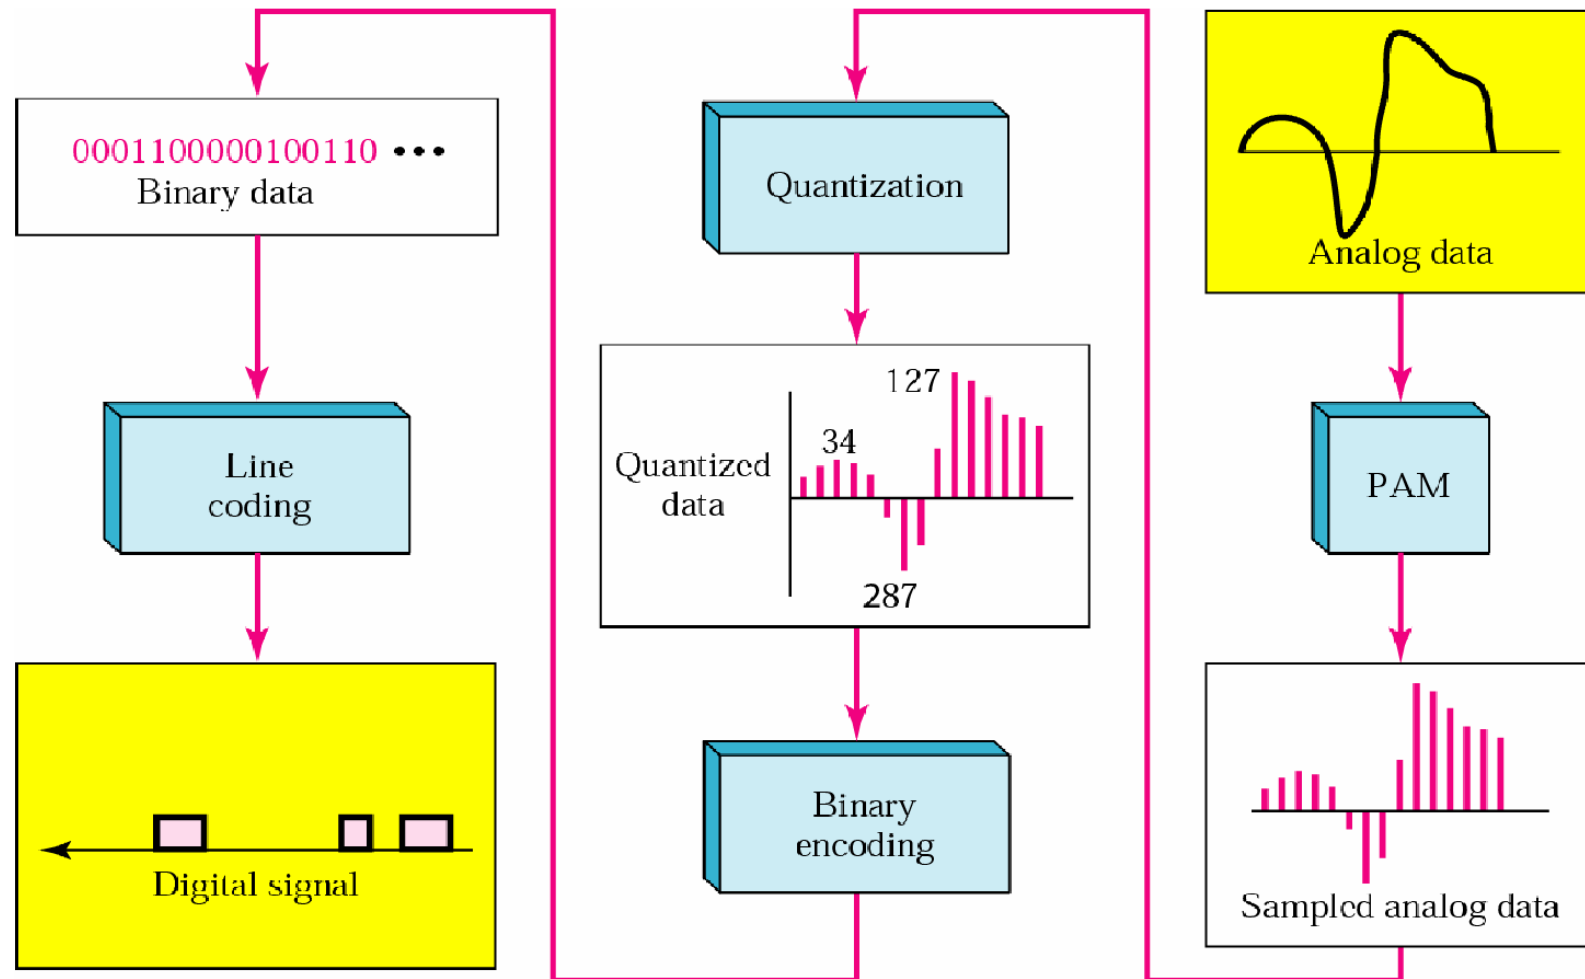 0001100000100110 •••
Binary data
Line
coding
Digital signal
Quantization
127
34
Quantized
data
287
Binary
encoding
Analog data
PAM
Sampled analog data